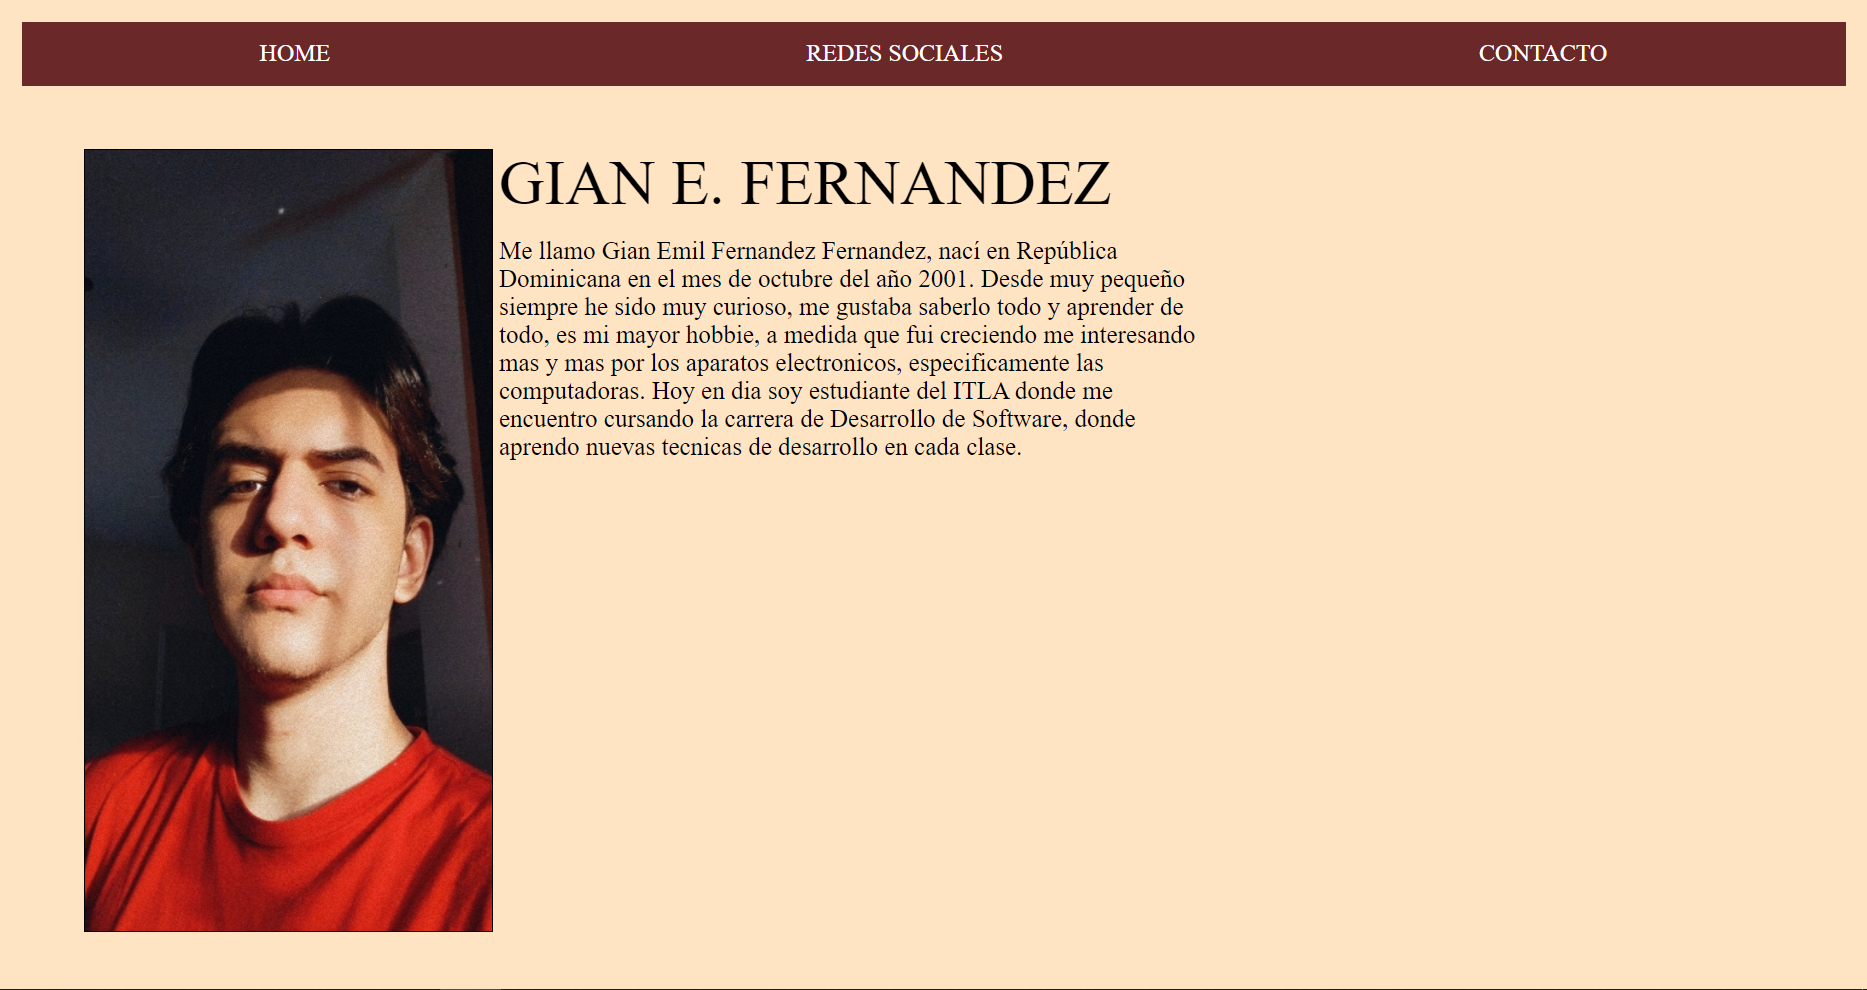 HOME REDES SOCIALES CONTACTO
GIAN E. FERNANDEZ
Me llamo Gian Emil Fernandez Fernandez, nací en República
Dominicana en el mes de octubre del año 2001. Desde muy pequeño
siempre he sido muy curioso, me gustaba saberlo todo y aprender de
todo, es mi mayor hobbie, a medida que fui creciendo me interesando
mas y mas por los aparatos electronicos, especificamente las
computadoras. Hoy en dia soy estudiante del ITLA donde me
encuentro cursando la carrera de Desarrollo de Software, donde
aprendo nuevas tecnicas de desarrollo en cada clase.